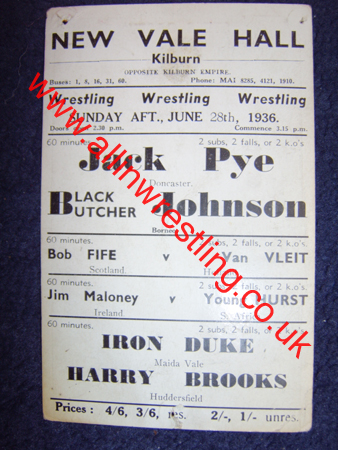 NEW VALE HALL
Kilburn
OPPOSITE KILBURN EMPIRE.
Buses: 1, 8, 16, 31, 60. Phone: MAI 8285, 4121, 1910.
Wrestling Wrestling Wrestling
SUNDAY AFT., JUNE 28th, 1936.
Doors 2.30 p.m. Commence 3.15 p.m.
60 minutes. 2 subs, 2 falls, or 2 k.o's
Jack Pye
Doncaster.
BLACK BUTCHER Johnson
Borneo
60 minutes. 2 subs, 2 falls, or 2 k.o's
Bob FIFE v Van VLEIT
Scotland.
60 minutes. 2 subs, 2 falls, or 2 k.o's
Jim Maloney v Young HURST
Ireland
60 minutes. 2 subs, 2 falls, or 2 k.o's
IRON DUKE
Maida Vale
HARRY BROOKS
Huddersfield
Prices: 4/6, 3/6, res. 2/-, 1/- unres.
www.allinwrestling.co.uk